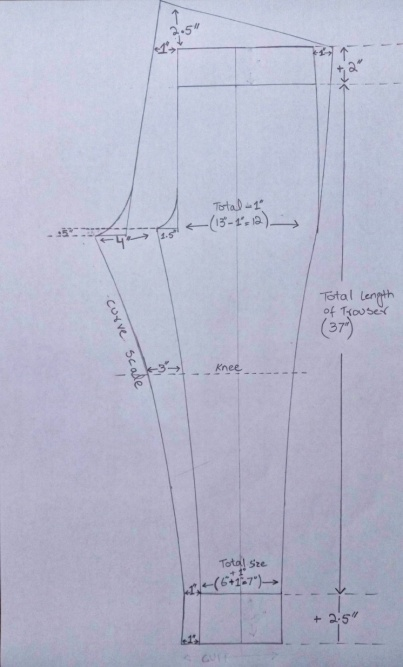 2.5"
1"
1"
+ 2"
Total - 1"
(13"-1"=12)
.5"
4"
1.5"
Total Length
of Trouser
(37")
Curve Scale
3"
Knee
Total Size
+ 1"
(6"+1"=7")
1"
+ 2.5"
1"